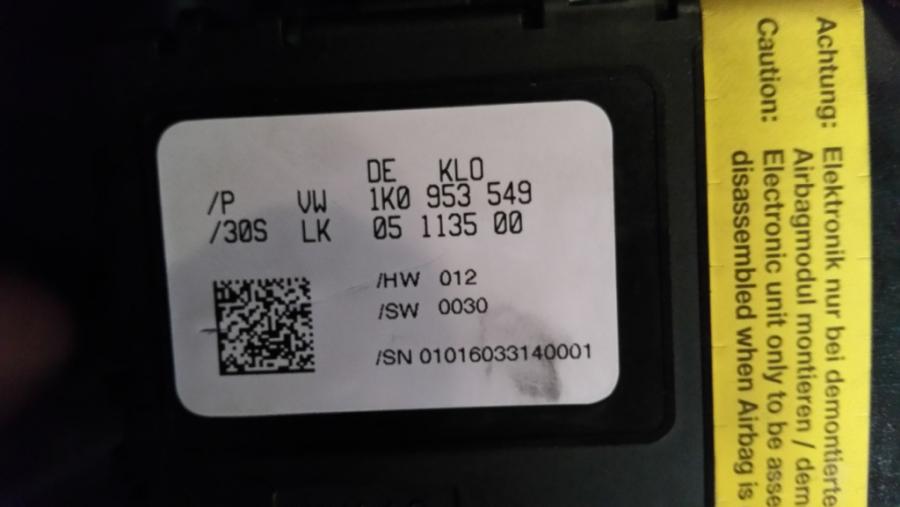 DE KLO
/P VW 1K0 953 549
/30S LK 05 1135 00
/HW 012
/SW 0030
/SN 01016033140001
Achtung: Elektronik nur bei demontierte
Airbagmodul montieren / dem
Caution: Electronic unit only to be asse
disassembled when Airbag is